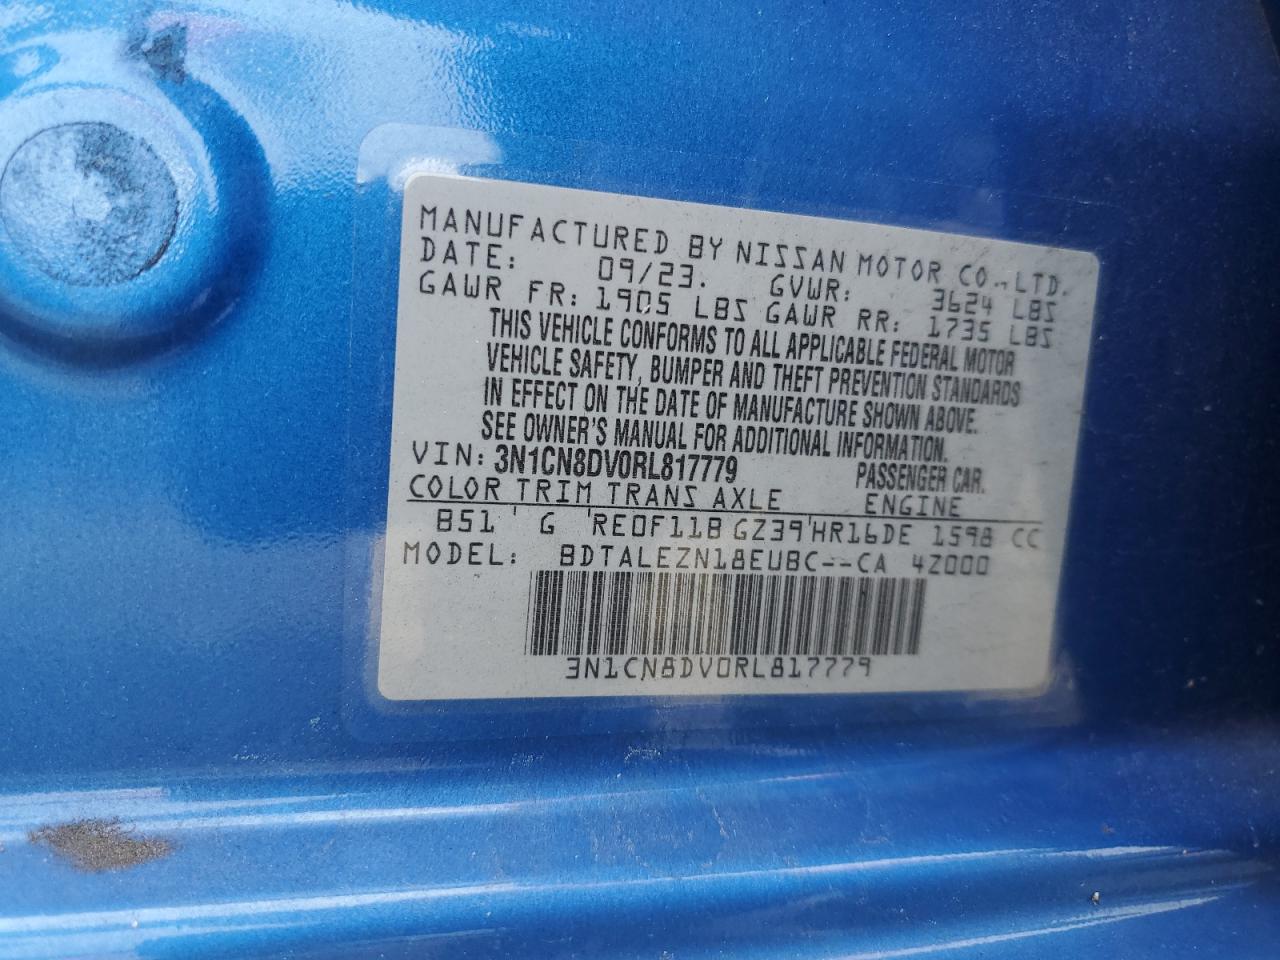 MANUFACTURED BY NISSAN MOTOR CO.,LTD.
DATE: 09/23. GVWR: 3624 LBS
GAWR FR: 1905 LBS GAWR RR: 1735 LBS
THIS VEHICLE CONFORMS TO ALL APPLICABLE FEDERAL MOTOR
VEHICLE SAFETY, BUMPER AND THEFT PREVENTION STANDARDS
IN EFFECT ON THE DATE OF MANUFACTURE SHOWN ABOVE.
SEE OWNER'S MANUAL FOR ADDITIONAL INFORMATION.
VIN: 3N1CN8DV0RL817779 PASSENGER CAR.
COLOR TRIM TRANS AXLE ENGINE
B51 ' G 'RE0F11B GZ39'HR16DE 1598 CC
MODEL: BDTALEZN18EUBC--CA 4Z000
3N1CN8DV0RL817779